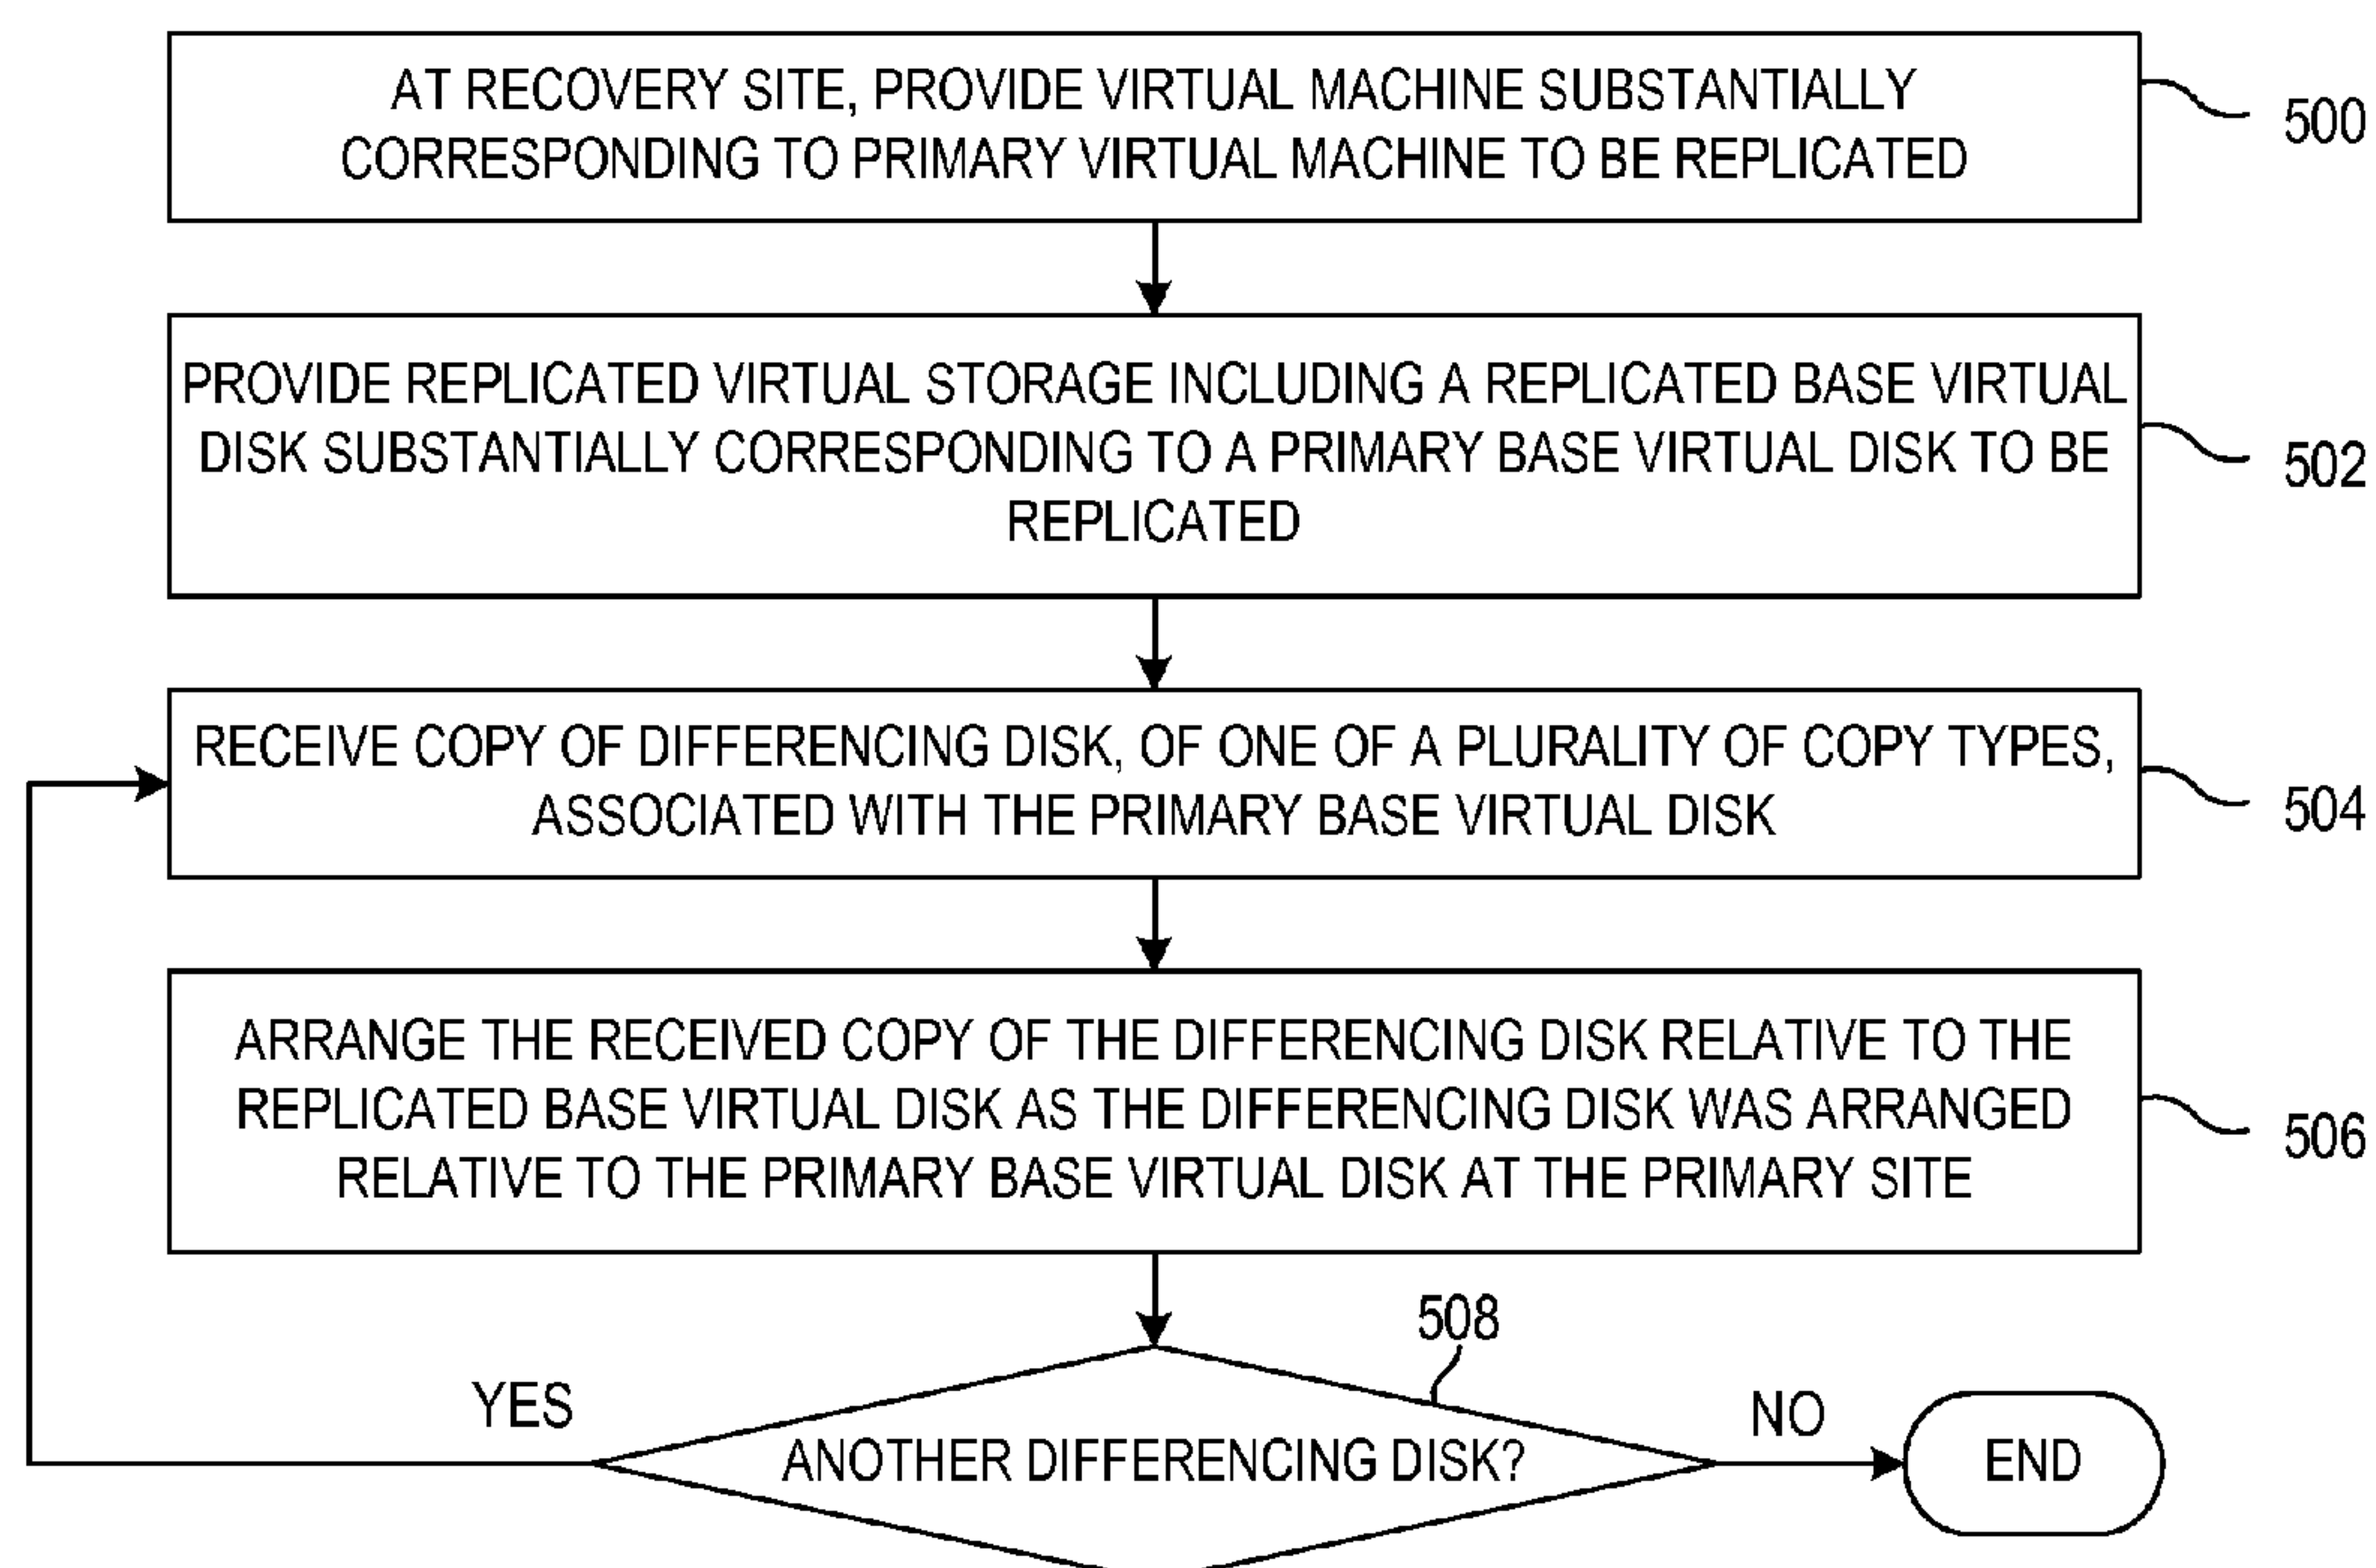 AT RECOVERY SITE, PROVIDE VIRTUAL MACHINE SUBSTANTIALLY
CORRESPONDING TO PRIMARY VIRTUAL MACHINE TO BE REPLICATED
500
PROVIDE REPLICATED VIRTUAL STORAGE INCLUDING A REPLICATED BASE VIRTUAL
DISK SUBSTANTIALLY CORRESPONDING TO A PRIMARY BASE VIRTUAL DISK TO BE
REPLICATED
502
RECEIVE COPY OF DIFFERENCING DISK, OF ONE OF A PLURALITY OF COPY TYPES,
ASSOCIATED WITH THE PRIMARY BASE VIRTUAL DISK
504
ARRANGE THE RECEIVED COPY OF THE DIFFERENCING DISK RELATIVE TO THE
REPLICATED BASE VIRTUAL DISK AS THE DIFFERENCING DISK WAS ARRANGED
RELATIVE TO THE PRIMARY BASE VIRTUAL DISK AT THE PRIMARY SITE
506
508
YES
ANOTHER DIFFERENCING DISK?
NO
END